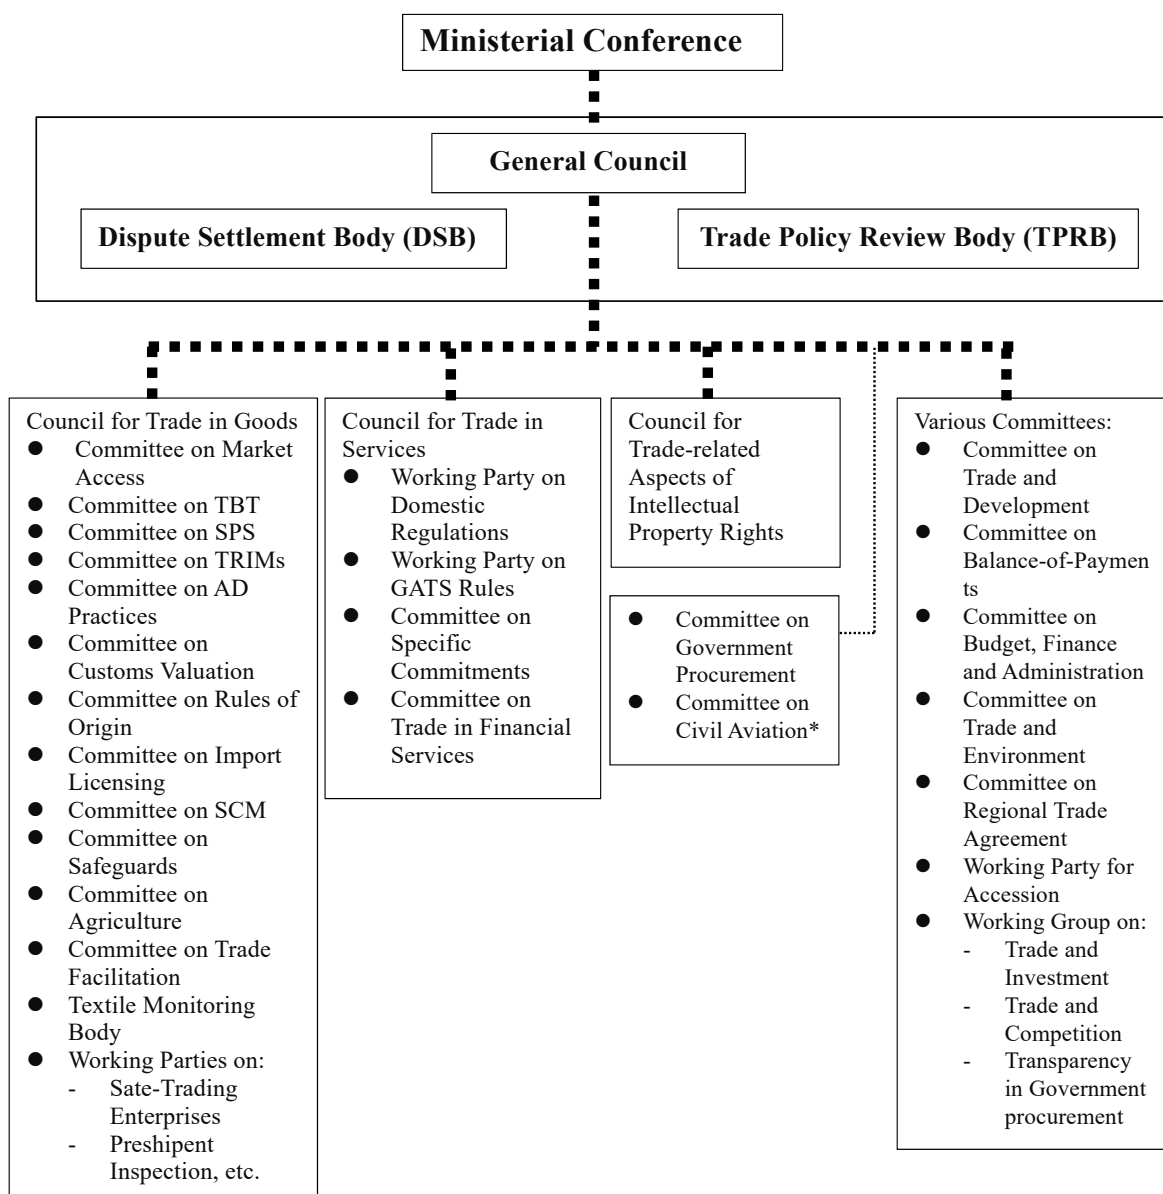 Ministerial Conference
General Council
Dispute Settlement Body (DSB)
Trade Policy Review Body (TPRB)
Council for Trade in Goods
● Committee on Market
Access
● Committee on TBT
● Committee on SPS
● Committee on TRIMs
● Committee on AD
Practices
● Committee on
Customs Valuation
● Committee on Rules of
Origin
● Committee on Import
Licensing
● Committee on SCM
● Committee on
Safeguards
● Committee on
Agriculture
● Committee on Trade
Facilitation
● Textile Monitoring
Body
● Working Parties on:
- Sate-Trading
Enterprises
- Preshipent
Inspection, etc.
Council for Trade in
Services
● Working Party on
Domestic
Regulations
● Working Party on
GATS Rules
● Committee on
Specific
Commitments
● Committee on
Trade in Financial
Services
Council for
Trade-related
Aspects of
Intellectual
Property Rights
● Committee on
Government
Procurement
● Committee on
Civil Aviation*
Various Committees:
● Committee on
Trade and
Development
● Committee on
Balance-of-Paymen
ts
● Committee on
Budget, Finance
and Administration
● Committee on
Trade and
Environment
● Committee on
Regional Trade
Agreement
● Working Party for
Accession
● Working Group on:
- Trade and
Investment
- Trade and
Competition
- Transparency
in Government
procurement